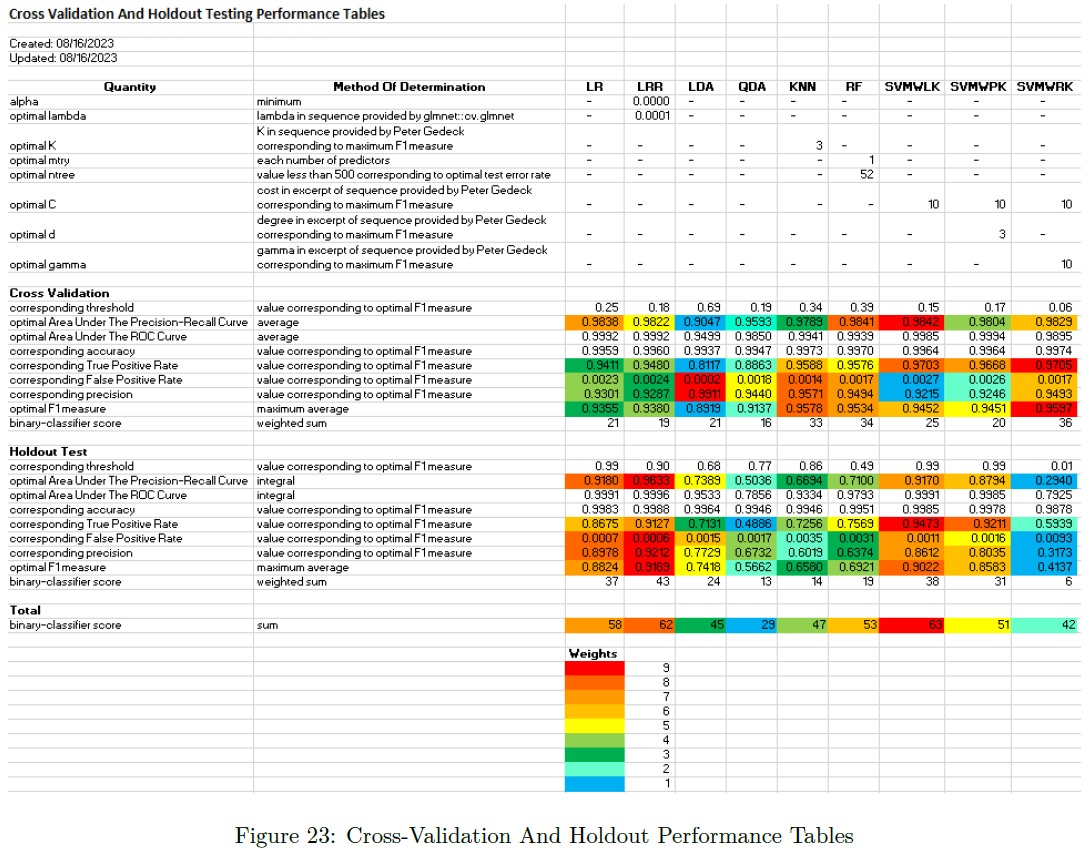 Cross Validation And Holdout Testing Performance Tables
Created: 08/16/2023
Updated: 08/16/2023
Quantity Method Of Determination LR LRR LDA QDA KNN RF SVMWLK SVMWPK SVMWRK
alpha minimum - 0.0000 - - - - - - -
optimal lambda lambda in sequence provided by glmnet::cv.glmnet - 0.0001 - - - - - - -
K in sequence provided by Peter Gedeck
optimal K corresponding to maximum F1 measure - - - - 3 - - - -
optimal mtry each number of predictors - - - - - 1 - - -
optimal ntree value less than 500 corresponding to optimal test error rate - - - - - 52 - - -
cost in excerpt of sequence provided by Peter Gedeck
optimal C corresponding to maximum F1 measure - - - - - - 10 10 10
degree in excerpt of sequence provided by Peter Gedeck
optimal d corresponding to maximum F1 measure - - - - - - - 3 -
gamma in excerpt of sequence provided by Peter Gedeck
optimal gamma corresponding to maximum F1 measure - - - - - - - - 10
Cross Validation
corresponding threshold value corresponding to optimal F1 measure 0.25 0.18 0.69 0.19 0.34 0.39 0.15 0.17 0.06
optimal Area Under The Precision-Recall Curve average 0.9838 0.9822 0.9047 0.9593 0.9789 0.9841 0.9842 0.9804 0.9829
optimal Area Under The ROC Curve average 0.9992 0.9992 0.9499 0.9850 0.9941 0.9939 0.9985 0.9994 0.9895
corresponding accuracy value corresponding to optimal F1 measure 0.9959 0.9960 0.9937 0.9947 0.9973 0.9970 0.9964 0.9964 0.9974
corresponding True Positive Rate value corresponding to optimal F1 measure 0.9411 0.9480 0.8117 0.8863 0.9588 0.9576 0.9703 0.9668 0.9705
corresponding False Positive Rate value corresponding to optimal F1 measure 0.0023 0.0024 0.0002 0.0018 0.0014 0.0017 0.0027 0.0026 0.0017
corresponding precision value corresponding to optimal F1 measure 0.9301 0.9287 0.9911 0.9440 0.9571 0.9494 0.9215 0.9246 0.9493
optimal F1 measure maximum average 0.9355 0.9380 0.8919 0.9137 0.9578 0.9534 0.9452 0.9451 0.9597
binary-classifier score weighted sum 21 19 21 16 33 34 25 20 36
Holdout Test
corresponding threshold value corresponding to optimal F1 measure 0.99 0.90 0.68 0.77 0.86 0.49 0.99 0.99 0.01
optimal Area Under The Precision-Recall Curve integral 0.9180 0.9633 0.7389 0.5036 0.6694 0.7100 0.9170 0.8794 0.2940
optimal Area Under The ROC Curve integral 0.9991 0.9996 0.9533 0.7856 0.9334 0.9793 0.9991 0.9985 0.7925
corresponding accuracy value corresponding to optimal F1 measure 0.9983 0.9988 0.9964 0.9946 0.9946 0.9951 0.9985 0.9978 0.9878
corresponding True Positive Rate value corresponding to optimal F1 measure 0.8675 0.9127 0.7131 0.4886 0.7256 0.7569 0.9473 0.9211 0.5939
corresponding False Positive Rate value corresponding to optimal F1 measure 0.0007 0.0006 0.0015 0.0017 0.0035 0.0031 0.0011 0.0016 0.0093
corresponding precision value corresponding to optimal F1 measure 0.8978 0.9212 0.7729 0.6732 0.6019 0.6374 0.8612 0.8035 0.3173
optimal F1 measure maximum average 0.8824 0.9169 0.7418 0.5662 0.6580 0.6921 0.9022 0.8583 0.4137
binary-classifier score weighted sum 37 43 24 13 14 19 38 31 6
Total
binary-classifier score sum 58 62 45 29 47 53 63 51 42
Weights
9
8
7
6
5
4
3
2
1
Figure 23: Cross-Validation And Holdout Performance Tables